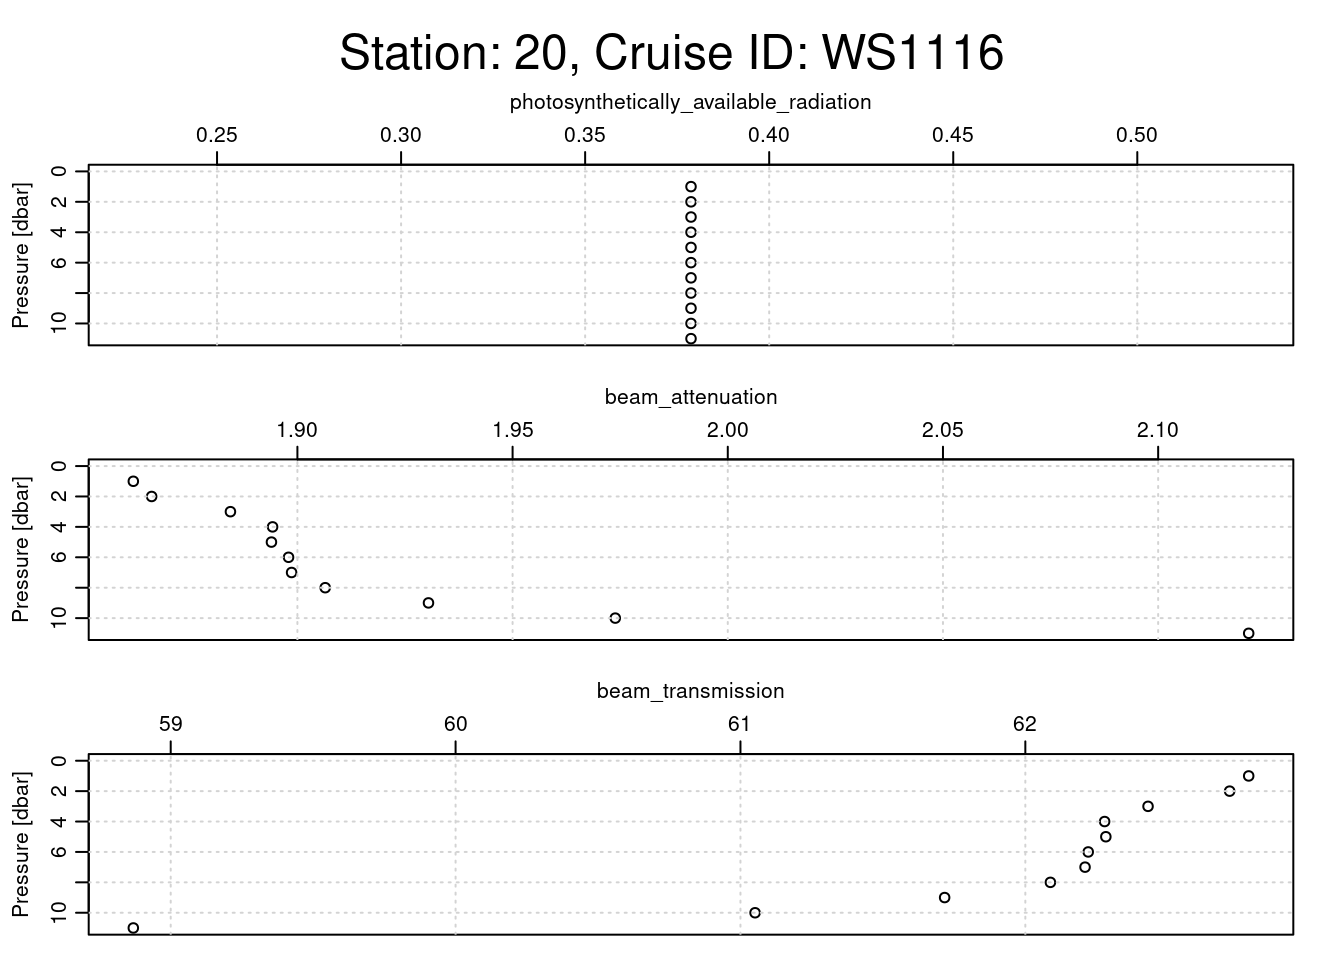 Station: 20, Cruise ID: WS1116
photosynthetically_available_radiation
0.25 0.30 0.35 0.40 0.45 0.50
Pressure [dbar]
0
2
4
6
10
beam_attenuation
1.90 1.95 2.00 2.05 2.10
Pressure [dbar]
0
2
4
6
10
beam_transmission
59 60 61 62
Pressure [dbar]
0
2
4
6
10